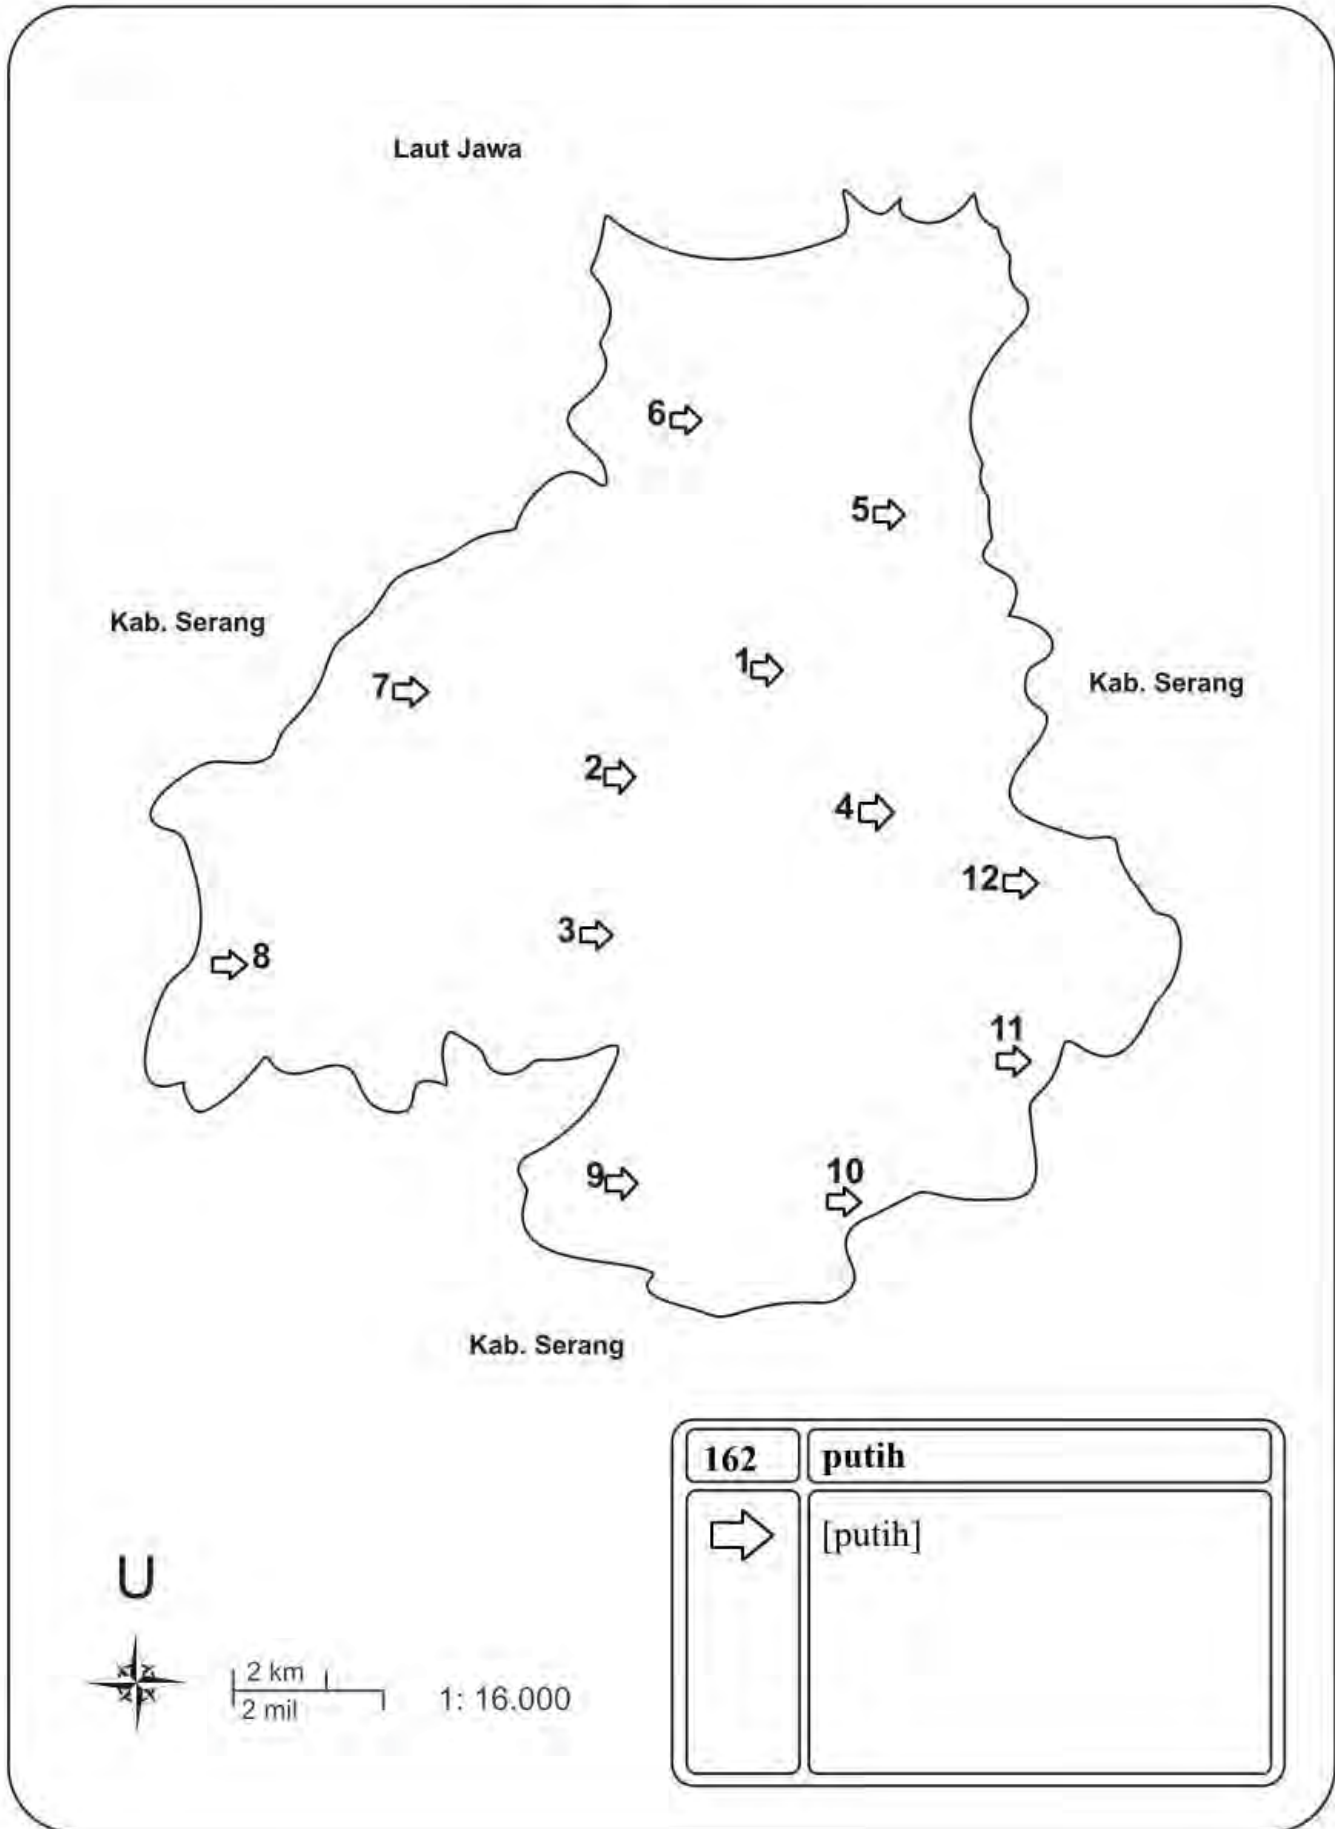 Laut Jawa
6
5
Kab. Serang
1
7
Kab. Serang
2
4
12
3
8
11
9
10
Kab. Serang
162 putih
[putih]
U
2 km
2 mil
1: 16.000